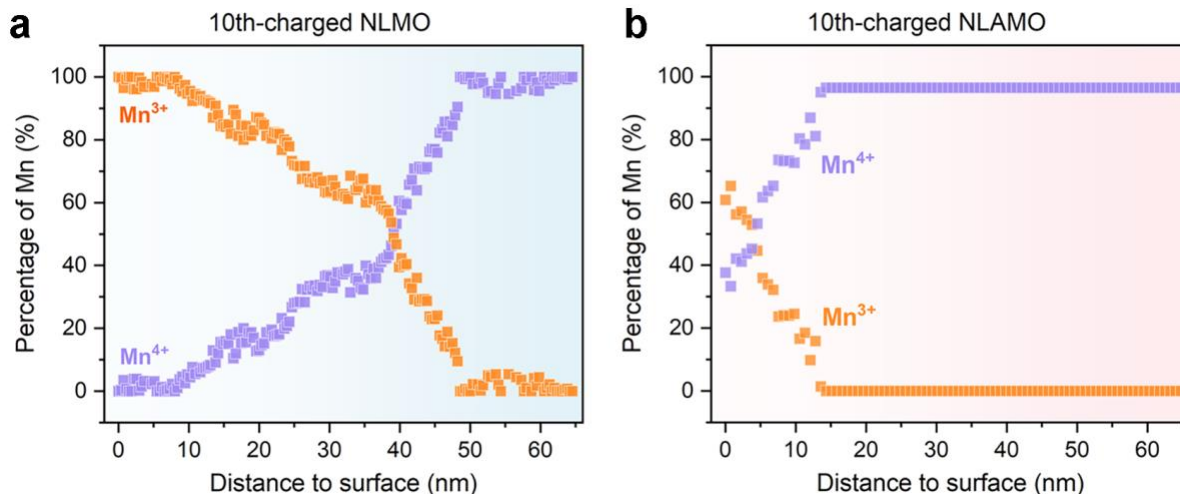 a
10th-charged NLMO
Percentage of Mn (%)
100
80
60
40
20
0
Mn³⁺
Mn⁴⁺
0 10 20 30 40 50 60
Distance to surface (nm)
b
10th-charged NLAMO
Percentage of Mn (%)
100
80
60
40
20
0
Mn⁴⁺
Mn³⁺
0 10 20 30 40 50 60
Distance to surface (nm)